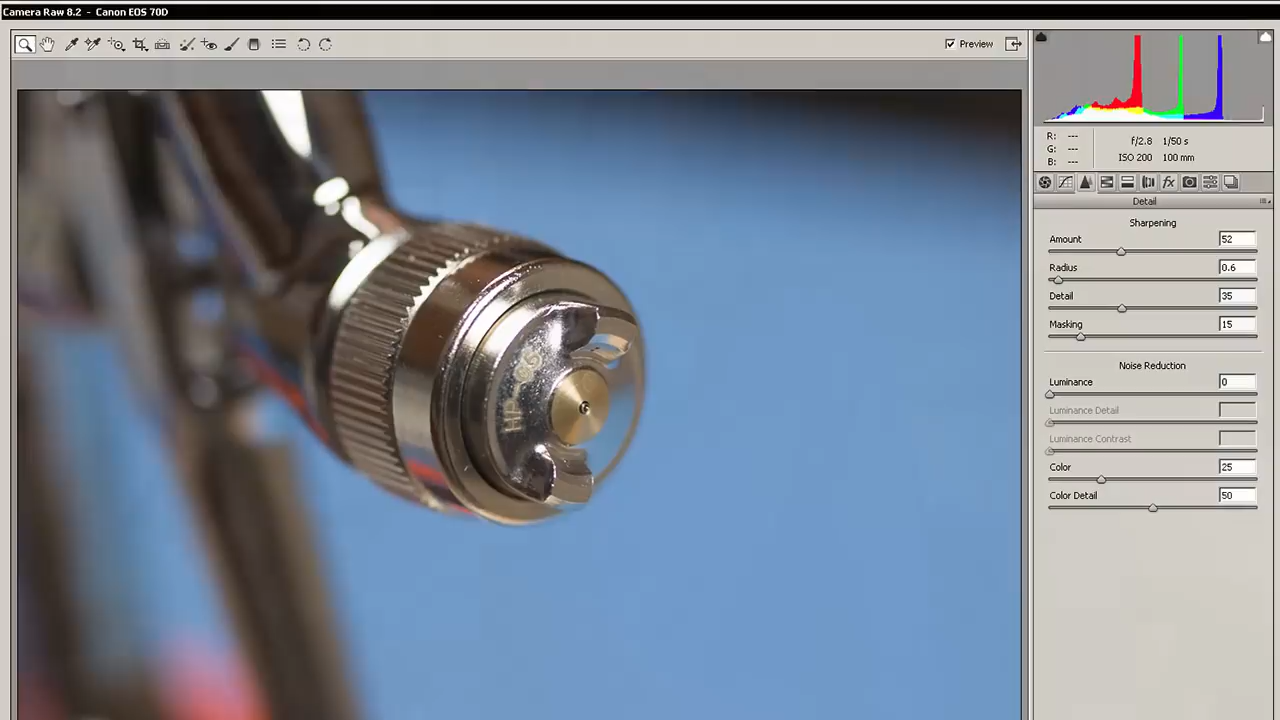 Camera Raw 8.2 - Canon EOS 70D
Preview
R: ---
G: ---
B: ---
f/2.8 1/50 s
ISO 200 100 mm
fx
Detail
Sharpening
Amount 52
Radius 0.6
Detail 35
Masking 15
Noise Reduction
Luminance 0
Luminance Detail
Luminance Contrast
Color 25
Color Detail 50
HP